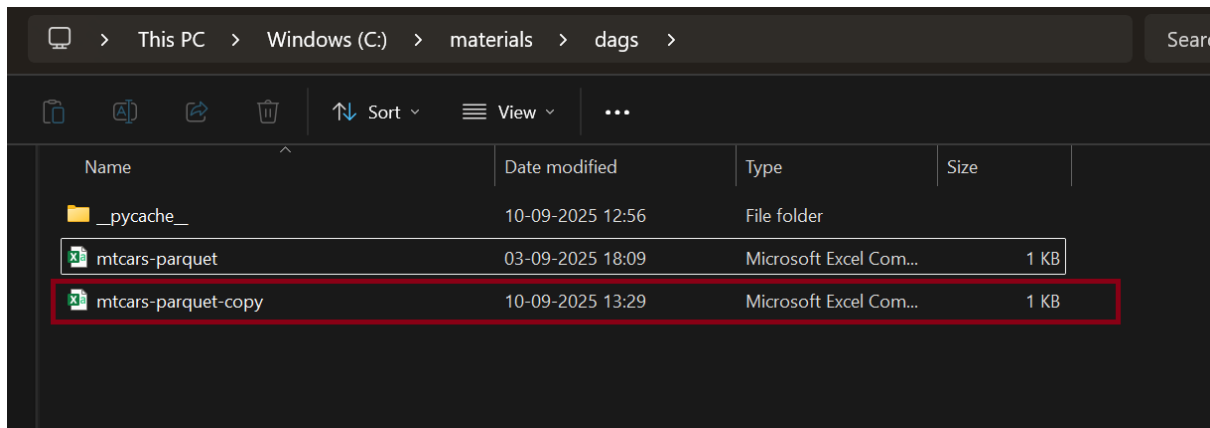 > This PC > Windows (C:) > materials > dags >
Sort View ...
Name Date modified Type Size
__pycache__ 10-09-2025 12:56 File folder
mtcars-parquet 03-09-2025 18:09 Microsoft Excel Com... 1 KB
mtcars-parquet-copy 10-09-2025 13:29 Microsoft Excel Com... 1 KB